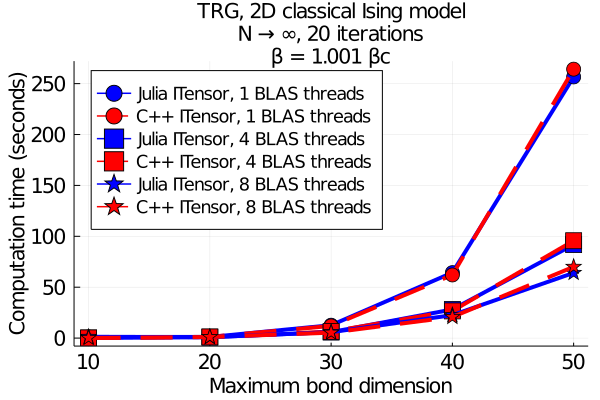 TRG, 2D classical Ising model
N → ∞, 20 iterations
β = 1.001 βc
Computation time (seconds)
250
200
150
100
50
0
Julia ITensor, 1 BLAS threads
C++ ITensor, 1 BLAS threads
Julia ITensor, 4 BLAS threads
C++ ITensor, 4 BLAS threads
Julia ITensor, 8 BLAS threads
C++ ITensor, 8 BLAS threads
10 20 30 40 50
Maximum bond dimension